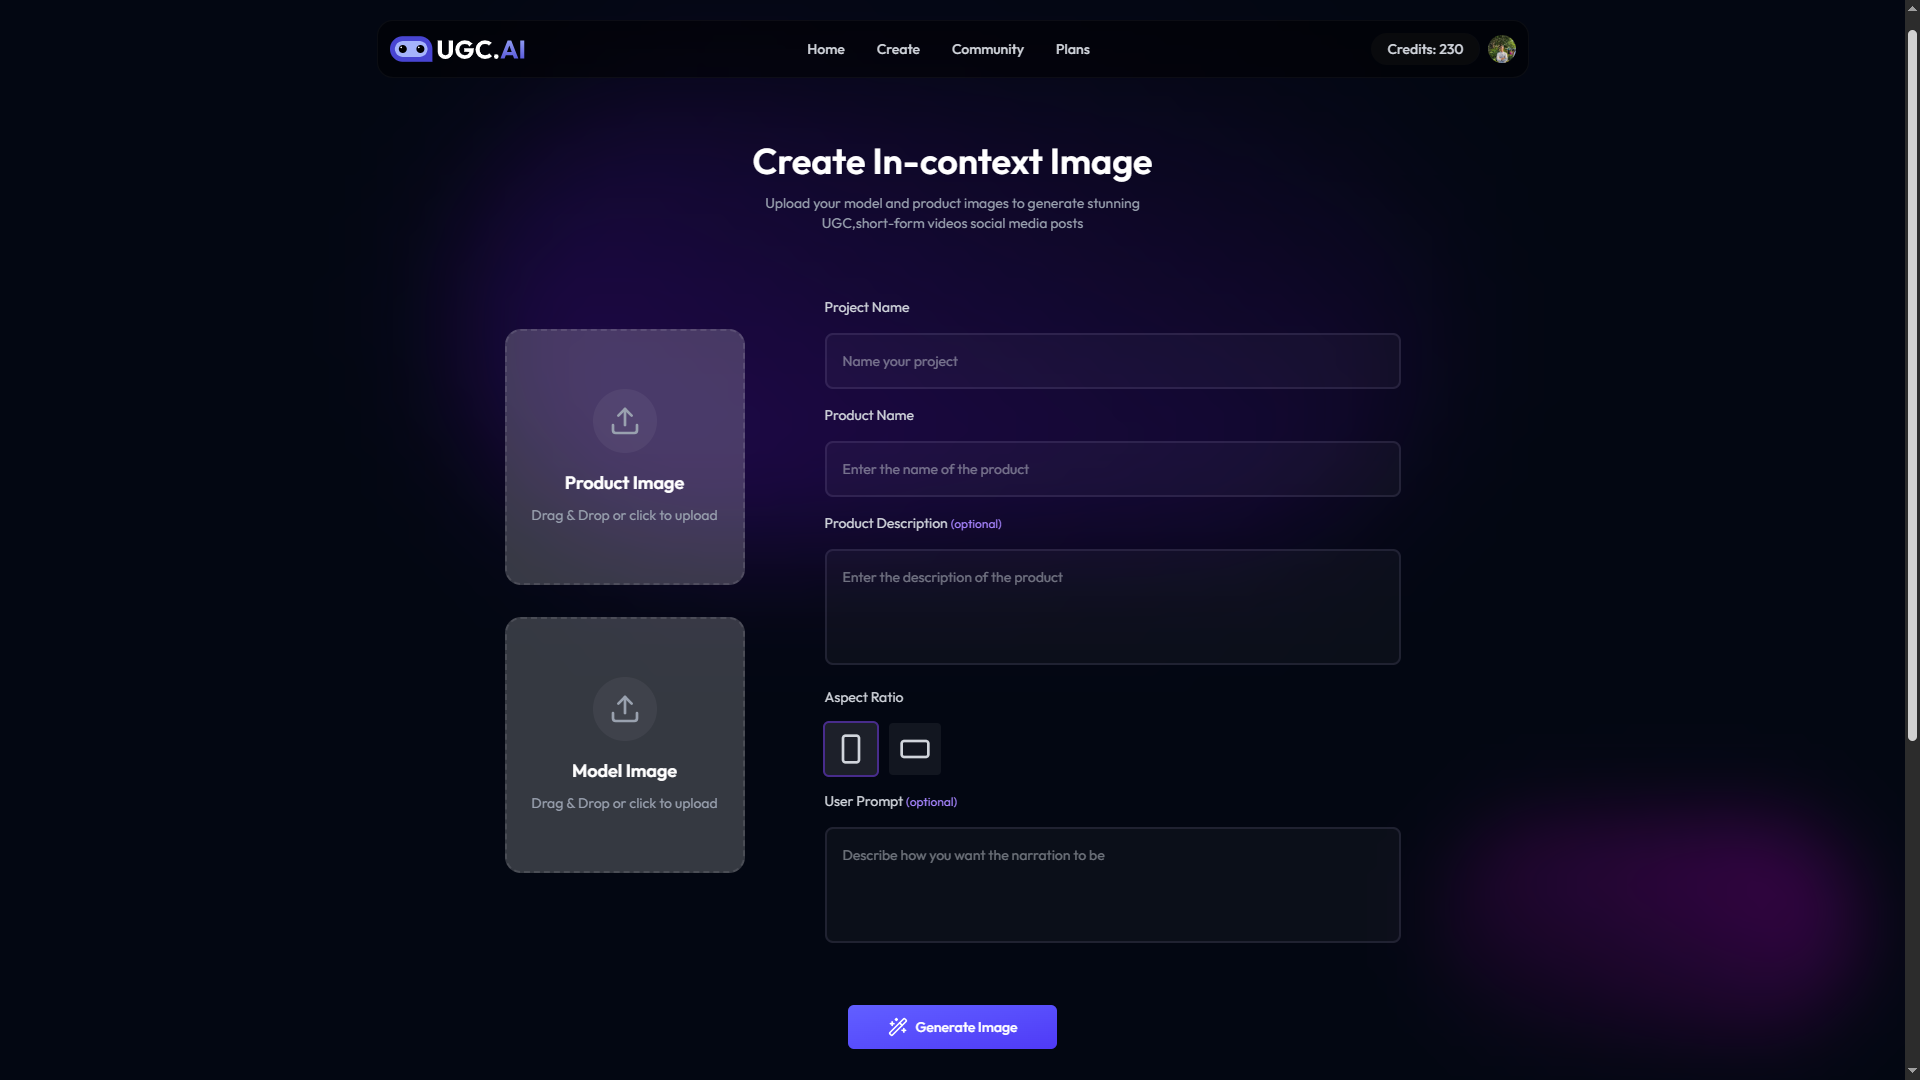 UGC.AI
Home
Create
Community
Plans
Credits: 230
Create In-context Image
Upload your model and product images to generate stunning
UGC,short-form videos social media posts
Product Image
Drag & Drop or click to upload
Model Image
Drag & Drop or click to upload
Project Name
Name your project
Product Name
Enter the name of the product
Product Description (optional)
Enter the description of the product
Aspect Ratio
User Prompt (optional)
Describe how you want the narration to be
Generate Image